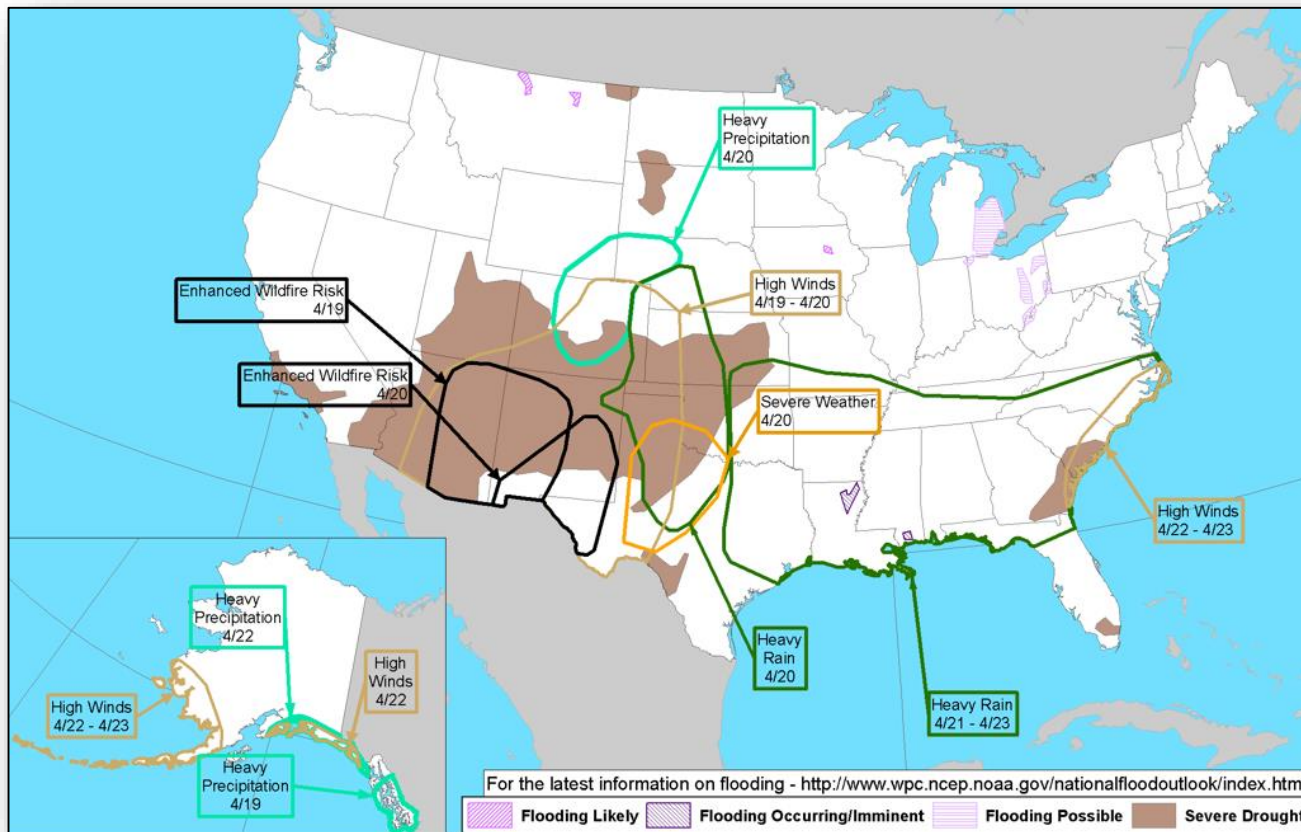 Heavy
Precipitation
4/20
Enhanced Wildfire Risk
4/19
High Winds
4/19 - 4/20
Enhanced Wildfire Risk
4/20
Severe Weather
4/20
High Winds
4/22 - 4/23
Heavy
Precipitation
4/22
High
Winds
4/22
High Winds
4/22 - 4/23
Heavy
Precipitation
4/19
Heavy
Rain
4/20
Heavy Rain
4/21 - 4/23
For the latest information on flooding - http://www.wpc.ncep.noaa.gov/nationalfloodoutlook/index.htm
Flooding Likely
Flooding Occurring/Imminent
Flooding Possible
Severe Drought